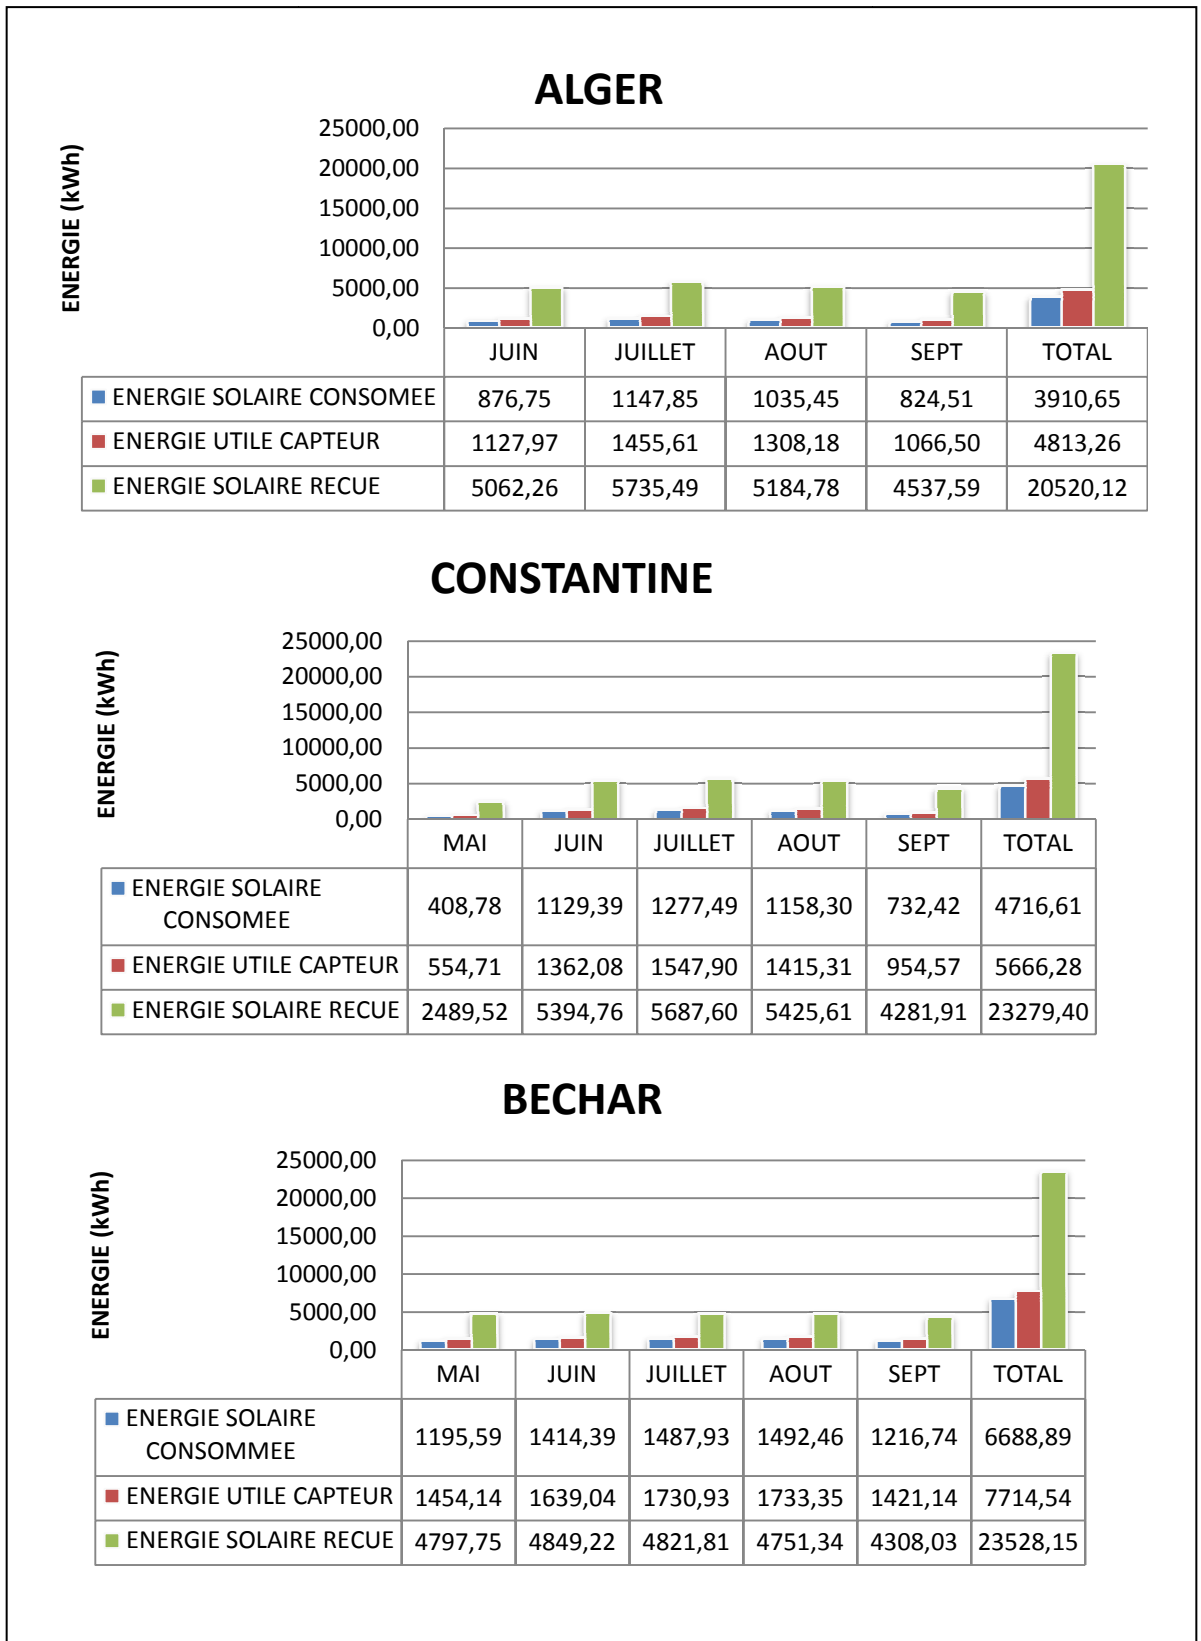 ALGER
ENERGIE (kWh)
25000,00
20000,00
15000,00
10000,00
5000,00
0,00
JUIN JUILLET AOUT SEPT TOTAL
ENERGIE SOLAIRE CONSOMEE 876,75 1147,85 1035,45 824,51 3910,65
ENERGIE UTILE CAPTEUR 1127,97 1455,61 1308,18 1066,50 4813,26
ENERGIE SOLAIRE RECUE 5062,26 5735,49 5184,78 4537,59 20520,12
CONSTANTINE
ENERGIE (kWh)
25000,00
20000,00
15000,00
10000,00
5000,00
0,00
MAI JUIN JUILLET AOUT SEPT TOTAL
ENERGIE SOLAIRE
CONSOMEE 408,78 1129,39 1277,49 1158,30 732,42 4716,61
ENERGIE UTILE CAPTEUR 554,71 1362,08 1547,90 1415,31 954,57 5666,28
ENERGIE SOLAIRE RECUE 2489,52 5394,76 5687,60 5425,61 4281,91 23279,40
BECHAR
ENERGIE (kWh)
25000,00
20000,00
15000,00
10000,00
5000,00
0,00
MAI JUIN JUILLET AOUT SEPT TOTAL
ENERGIE SOLAIRE
CONSOMMEE 1195,59 1414,39 1487,93 1492,46 1216,74 6688,89
ENERGIE UTILE CAPTEUR 1454,14 1639,04 1730,93 1733,35 1421,14 7714,54
ENERGIE SOLAIRE RECUE 4797,75 4849,22 4821,81 4751,34 4308,03 23528,15